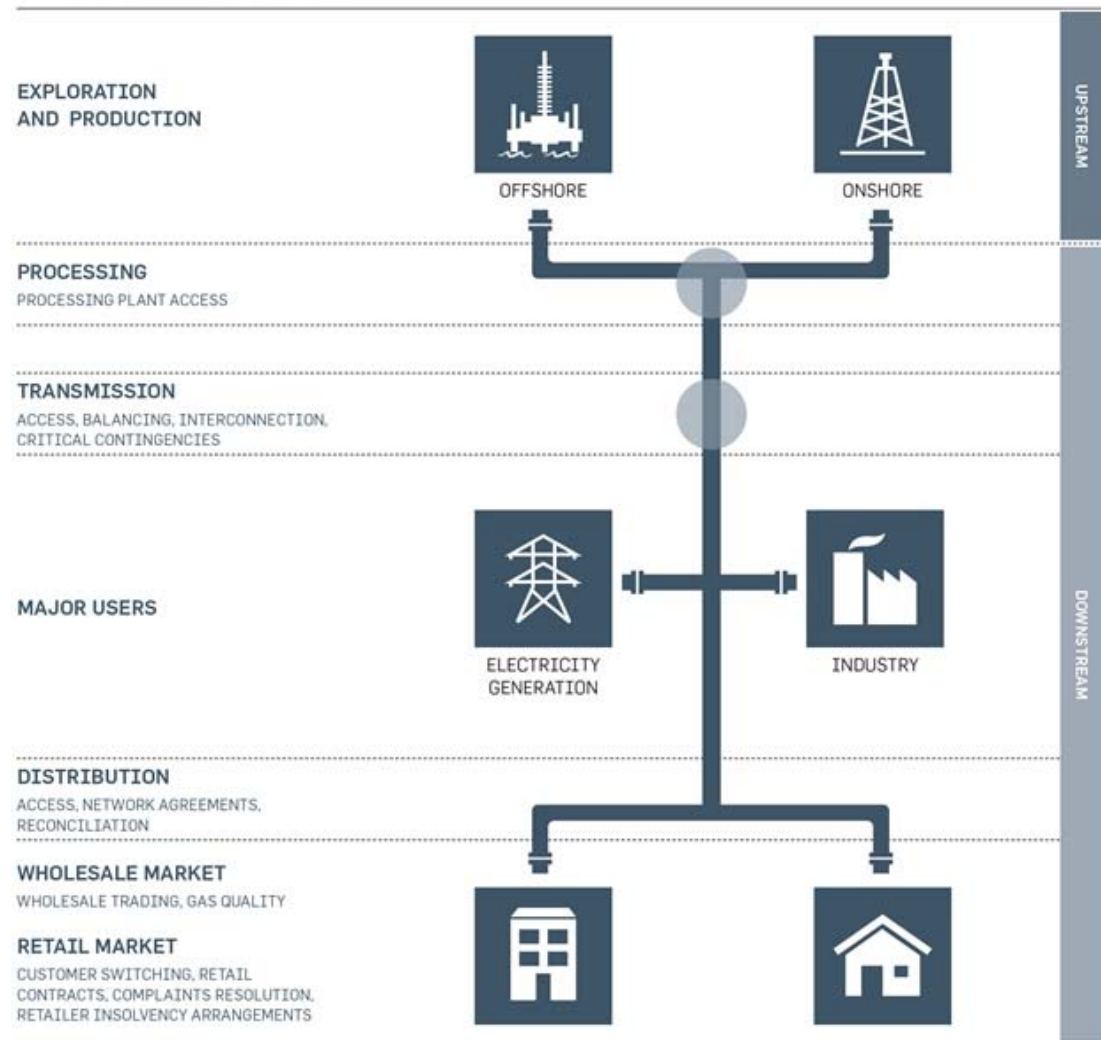 EXPLORATION
AND PRODUCTION
OFFSHORE
ONSHORE
UPSTREAM
PROCESSING
PROCESSING PLANT ACCESS
TRANSMISSION
ACCESS, BALANCING, INTERCONNECTION,
CRITICAL CONTINGENCIES
MAJOR USERS
ELECTRICITY
GENERATION
INDUSTRY
DOWNSTREAM
DISTRIBUTION
ACCESS, NETWORK AGREEMENTS,
RECONCILIATION
WHOLESALE MARKET
WHOLESALE TRADING, GAS QUALITY
RETAIL MARKET
CUSTOMER SWITCHING, RETAIL
CONTRACTS, COMPLAINTS RESOLUTION,
RETAILER INSOLVENCY ARRANGEMENTS